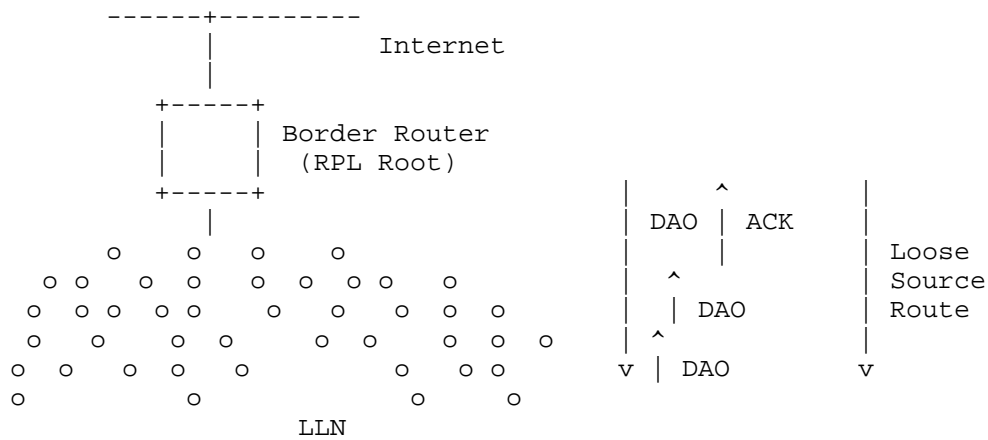 Internet
Border Router
(RPL Root)
DAO ACK
Loose
Source
DAO Route
DAO
LLN